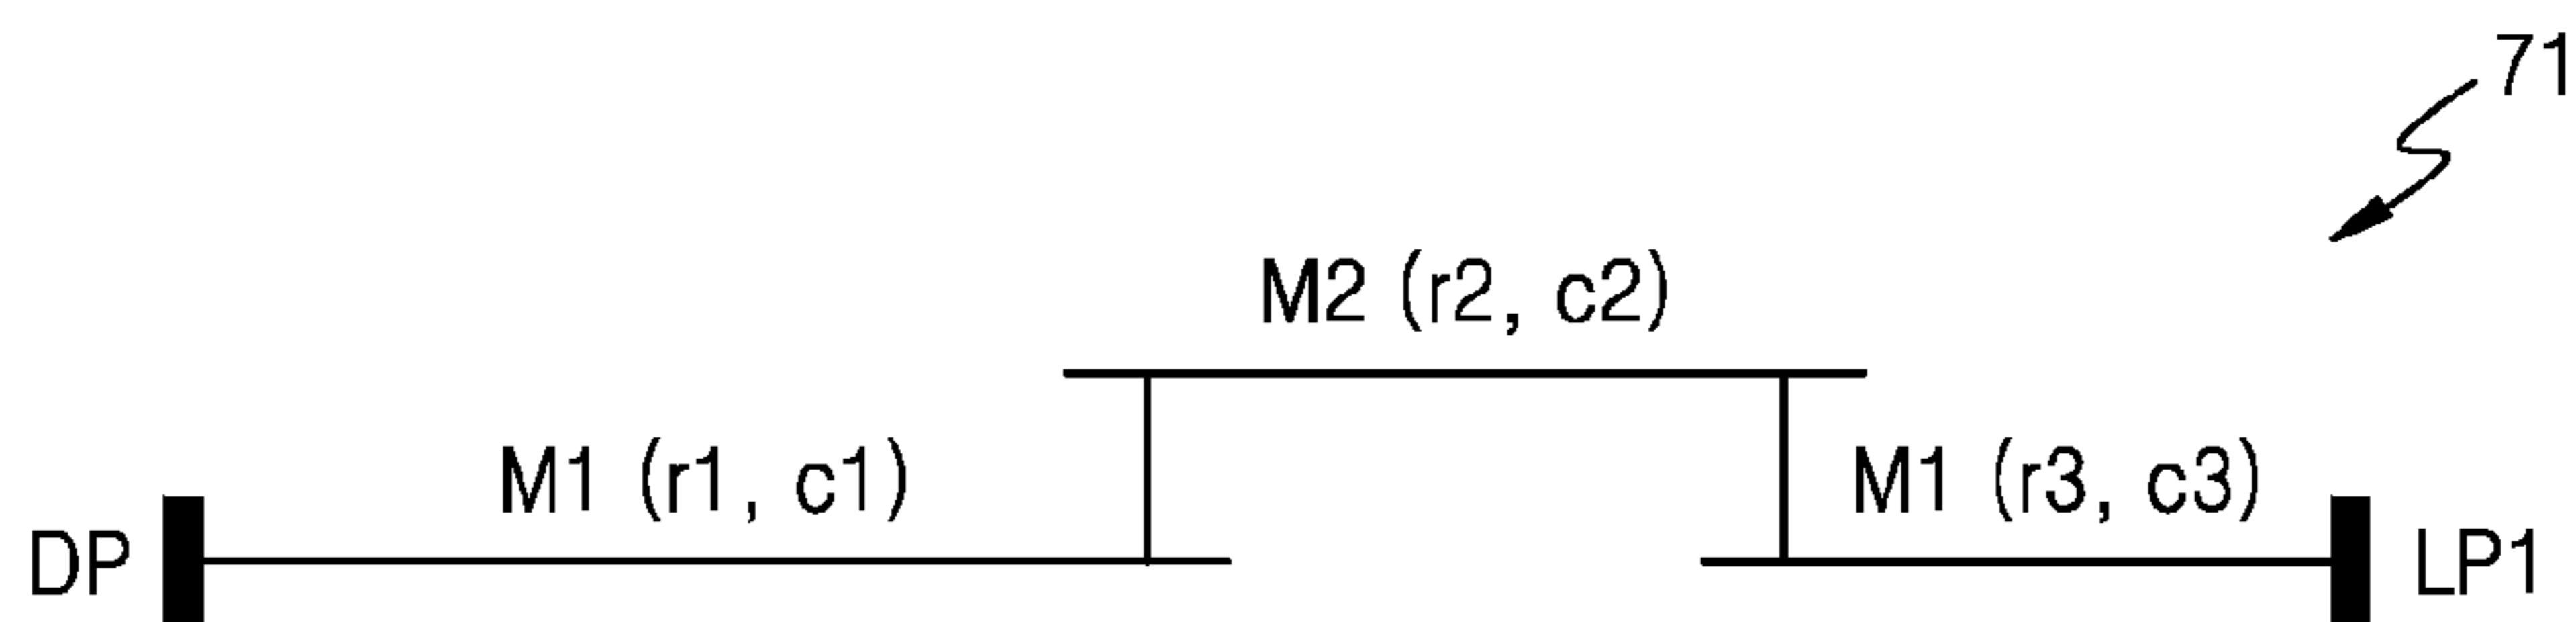 71
M2 (r2, c2)
M1 (r1, c1)
M1 (r3, c3)
DP
LP1